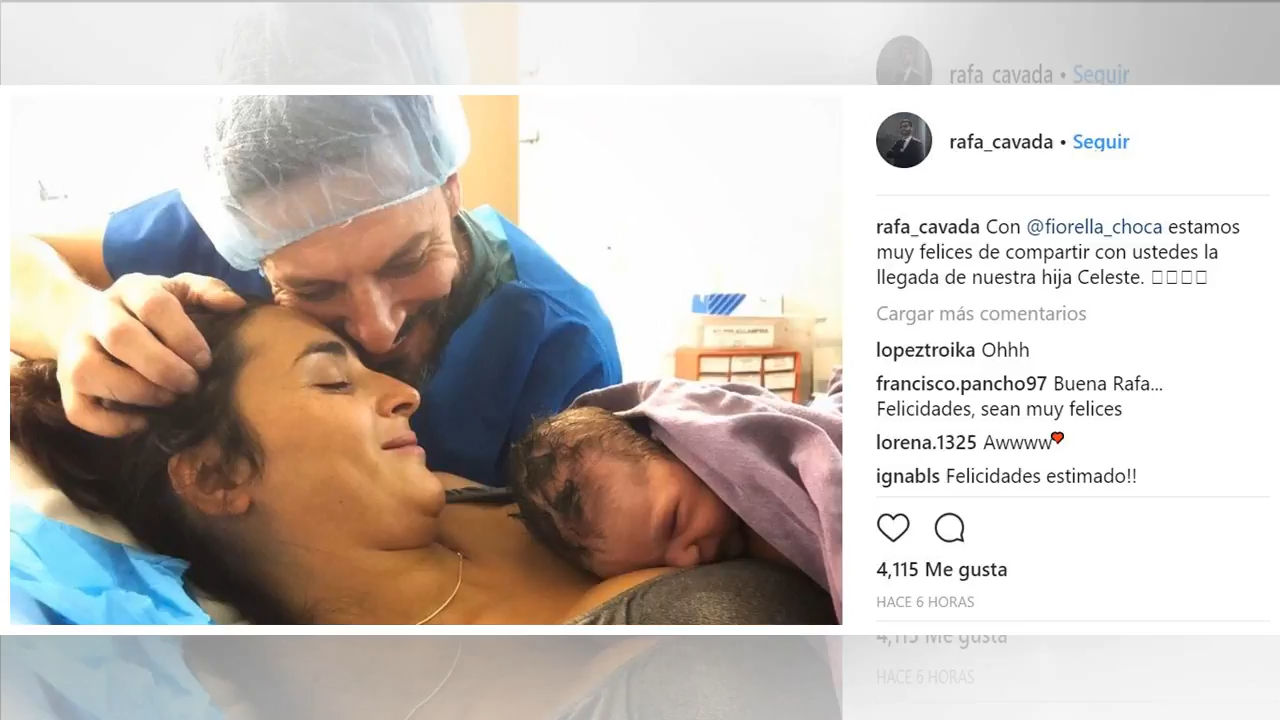 rafa_cavada • Seguir
rafa_cavada • Seguir
rafa_cavada Con @fiorella_choca estamos
muy felices de compartir con ustedes la
llegada de nuestra hija Celeste.
Cargar más comentarios
lopeztroika Ohhh
francisco.pancho97 Buena Rafa...
Felicidades, sean muy felices
lorena.1325 Awwww
ignabls Felicidades estimado!!
4,115 Me gusta
HACE 6 HORAS
4,115 Me gusta
HACE 6 HORAS